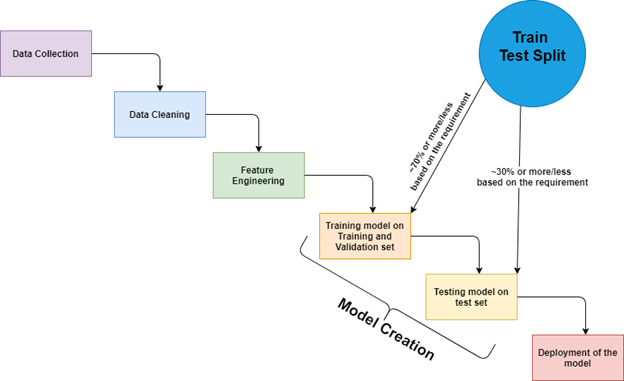 Train
Test Split
Data Collection
Data Cleaning
~70% or more/less
based on the requirement
~30% or more/less
based on the requirement
Feature
Engineering
Training model on
Training and
Validation set
Testing model on
test set
Model Creation
Deployment of the
model